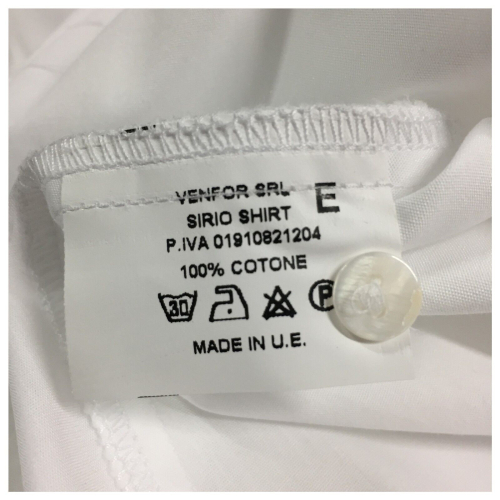 VENFOR SRL E
SIRIO SHIRT
P.IVA 01910821204
100% COTONE
30 P
MADE IN U.E.